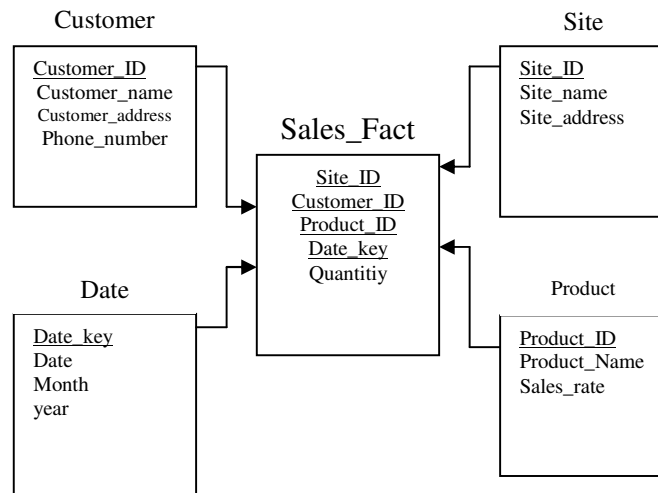 Customer
Customer_ID
Customer_name
Customer_address
Phone_number
Site
Site_ID
Site_name
Site_address
Sales_Fact
Site_ID
Customer_ID
Product_ID
Date_key
Quantitiy
Date
Date_key
Date
Month
year
Product
Product_ID
Product_Name
Sales_rate